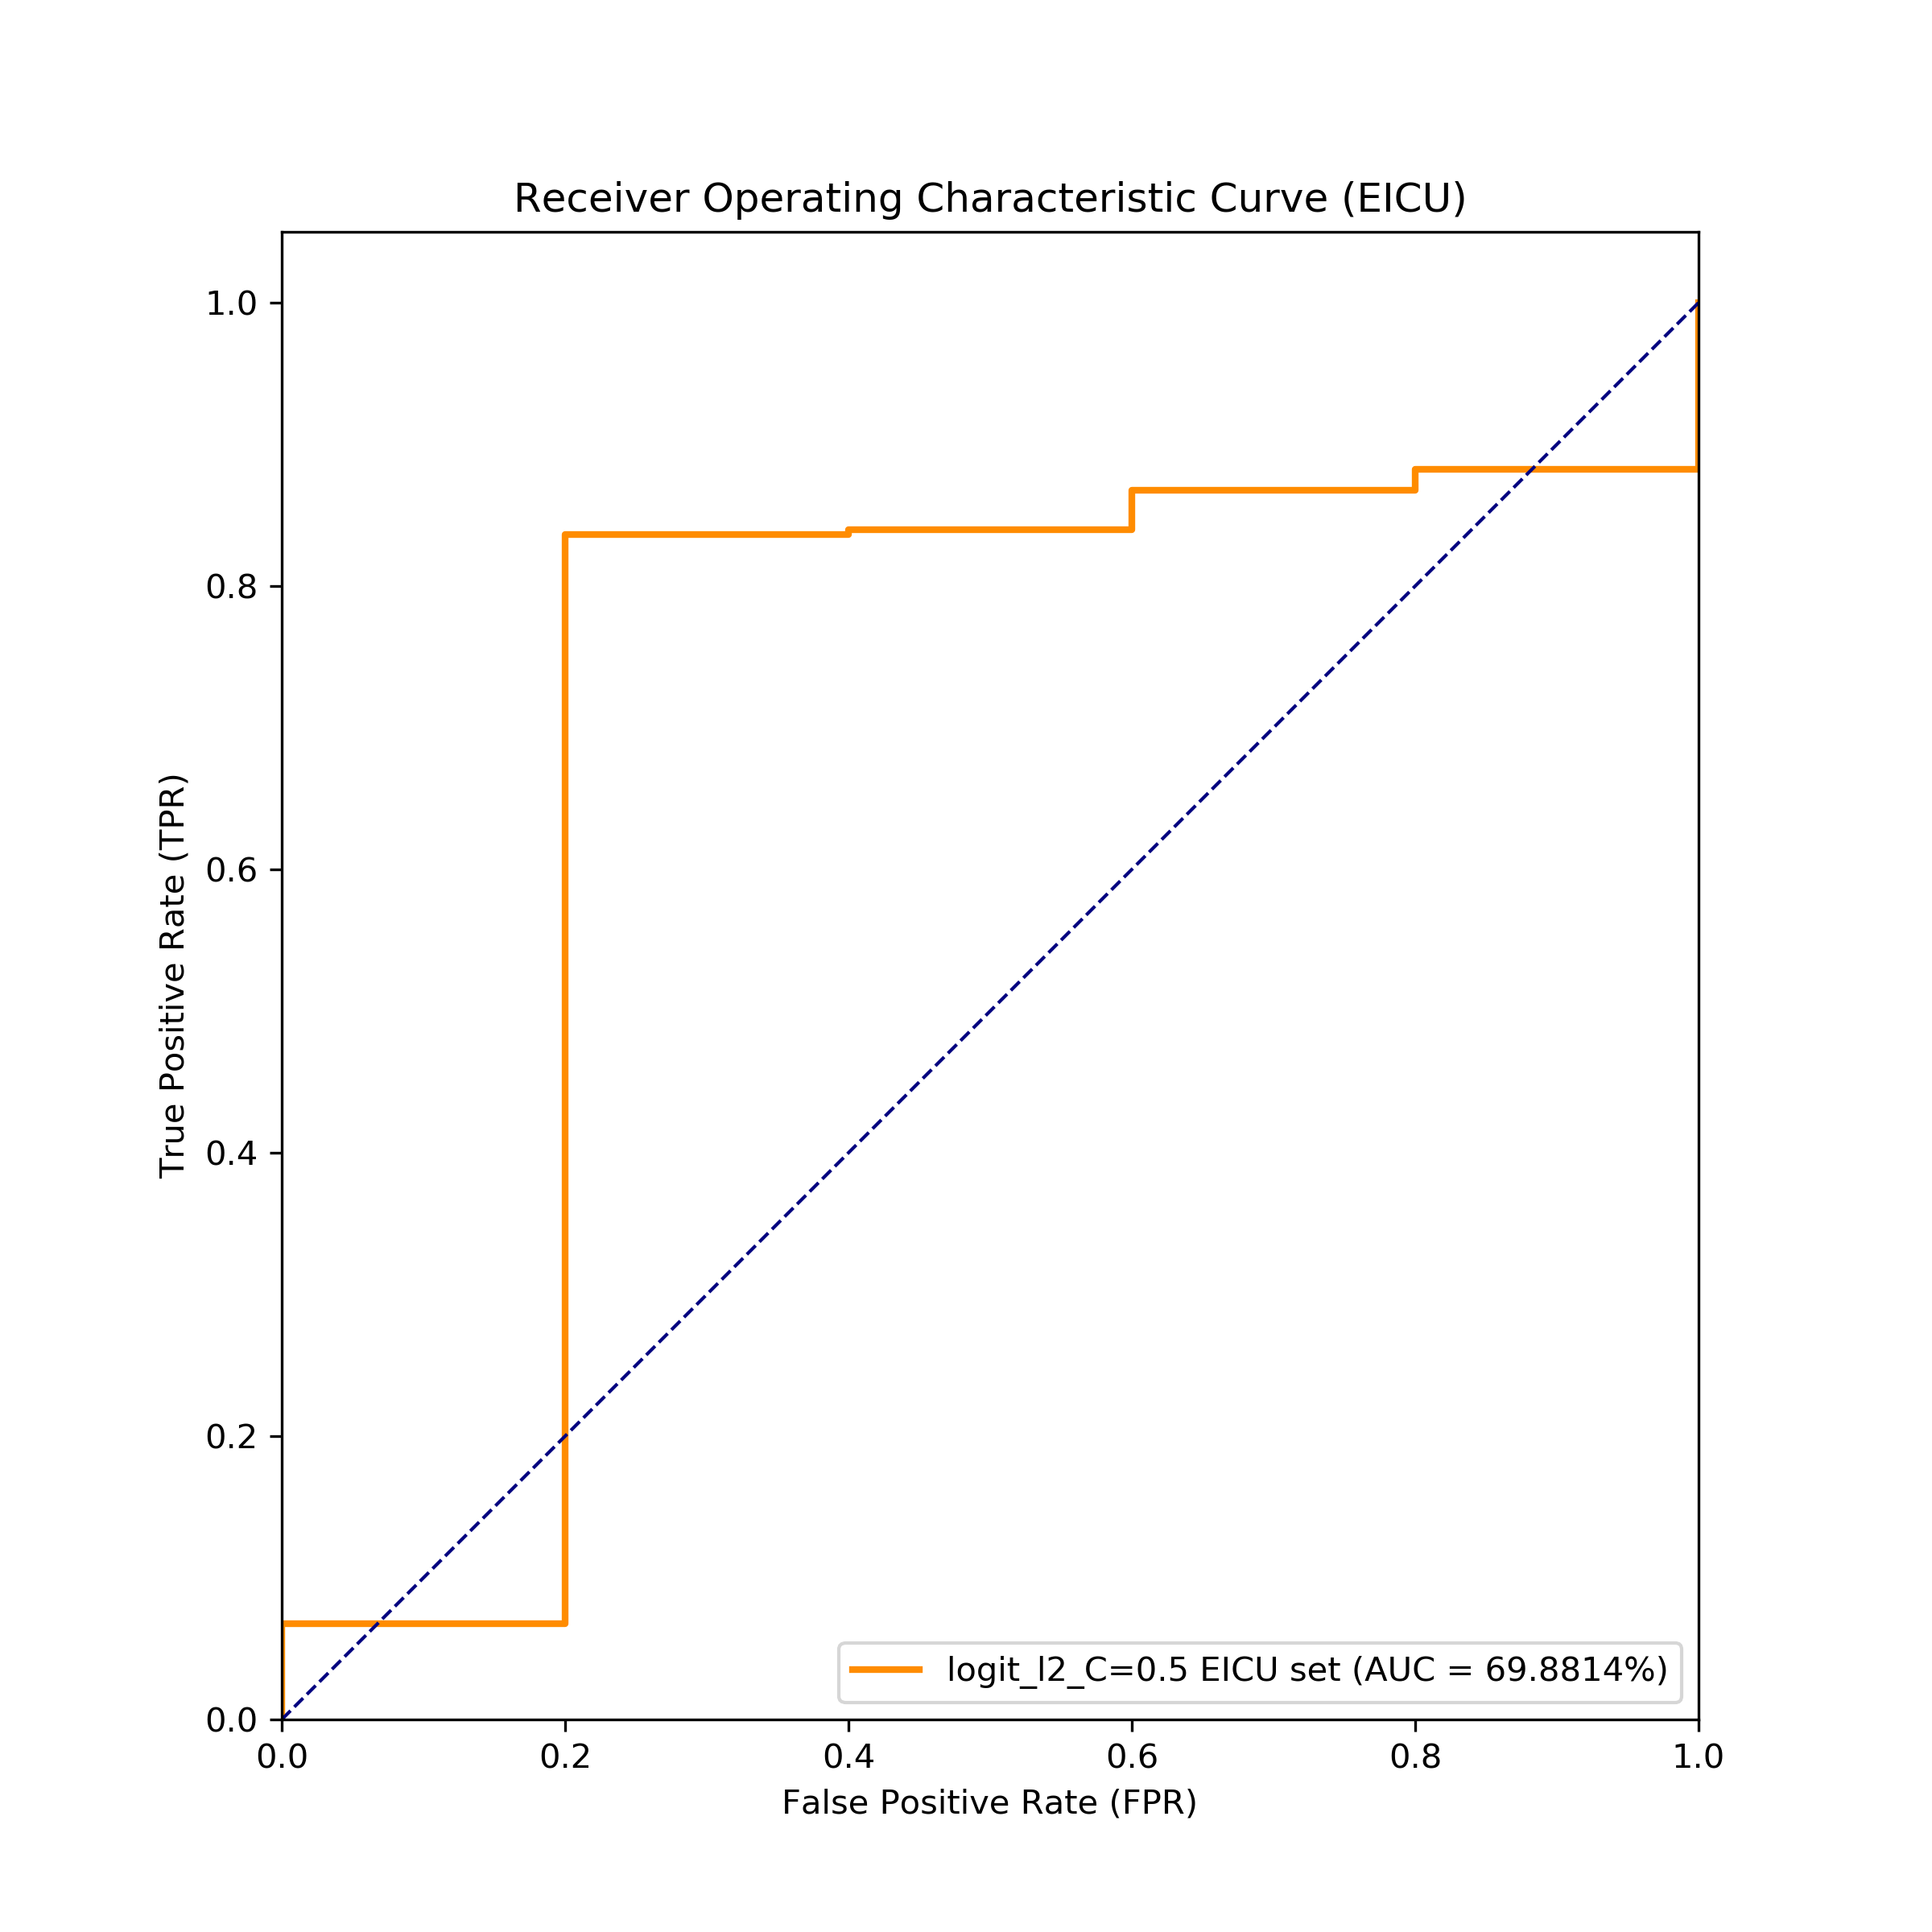 Receiver Operating Characteristic Curve (EICU)
True Positive Rate (TPR)
1.0
0.8
0.6
0.4
0.2
0.0
logit_l2_C=0.5 EICU set (AUC = 69.8814%)
0.0 0.2 0.4 0.6 0.8 1.0
False Positive Rate (FPR)